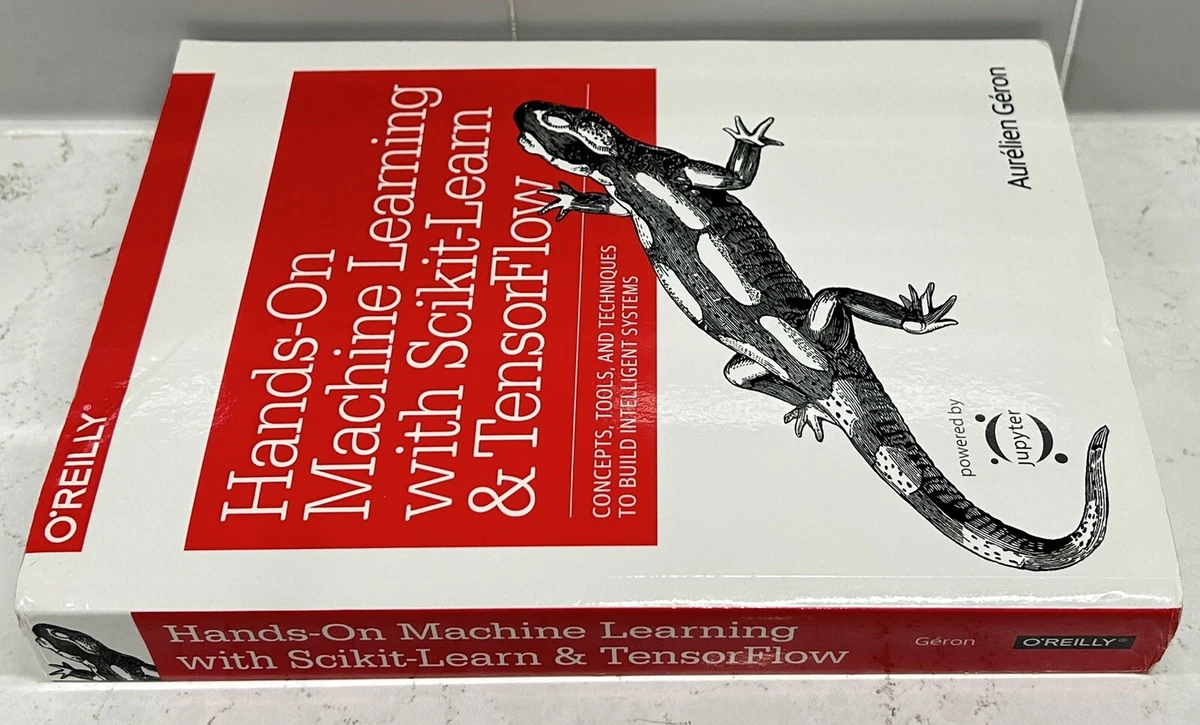 O'REILLY®
Hands-On
Machine Learning
with Scikit-Learn
& TensorFlow
CONCEPTS, TOOLS, AND TECHNIQUES
TO BUILD INTELLIGENT SYSTEMS
powered by
jupyter
Aurélien Géron
Hands-On Machine Learning
with Scikit-Learn & TensorFlow
Géron
O'REILLY®